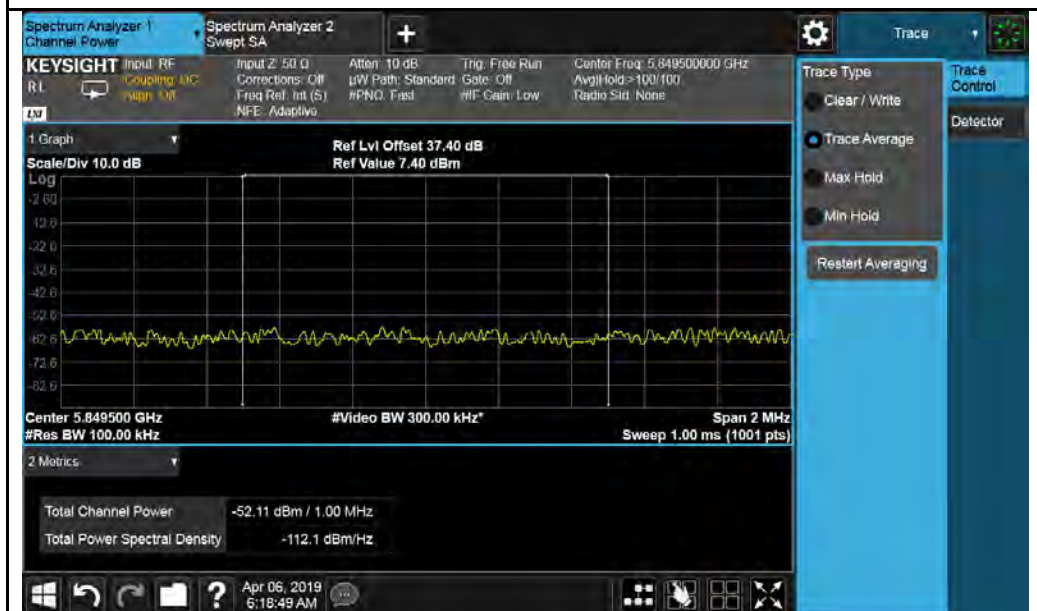 Spectrum Analyzer 1
Channel Power
Spectrum Analyzer 2
Swept SA
+
Trace
KEYSIGHT
Input: RF
Coupling: DC
Align: Off
RL
LXI
Input Z: 50 Ω
Corrections: Off
Freq Ref: Int (S)
NFE: Adaptive
Atten: 10 dB
µW Path: Standard
#PNO: Fast
Trig: Free Run
Gate: Off
#IF Gain: Low
Center Freq: 5.849500000 GHz
Avg|Hold:>100/100
Radio Std: None
1 Graph
Scale/Div 10.0 dB
Ref Lvl Offset 37.40 dB
Ref Value 7.40 dBm
Log
-2.60
-12.6
-22.6
-32.6
-42.6
-52.6
-62.6
-72.6
-82.6
Center 5.849500 GHz
#Res BW 100.00 kHz
#Video BW 300.00 kHz*
Span 2 MHz
Sweep 1.00 ms (1001 pts)
2 Metrics
Total Channel Power
-52.11 dBm / 1.00 MHz
Total Power Spectral Density
-112.1 dBm/Hz
Trace Type
Clear / Write
Trace Average
Max Hold
Min Hold
Restart Averaging
Trace
Control
Detector
?
Apr 06, 2019
6:18:49 AM